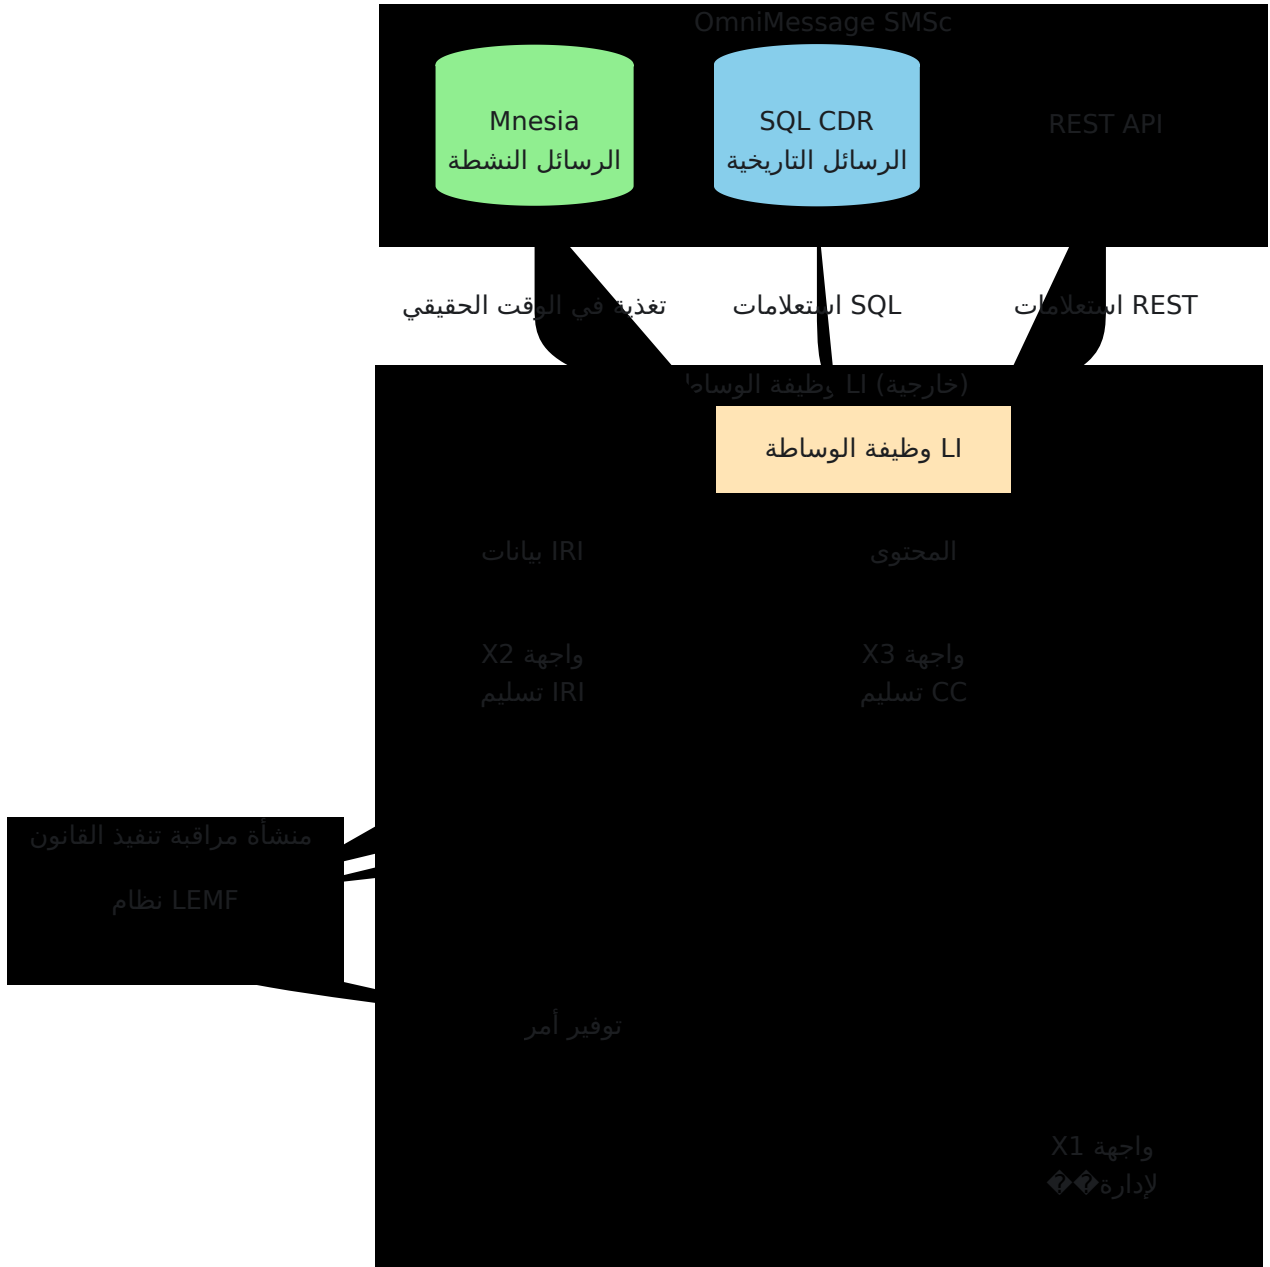 OmniMessage SMSc
Mnesia
الرسائل النشطة
SQL CDR
الرسائل التاريخية
REST API
تغذية في الوقت الحقيقي
استعلامات SQL
استعلامات REST
وظيفة الوساط LI (خارجية)
وظيفة الوساطة LI
بيانات IRI
المحتوى
واجهة X2
تسليم IRI
واجهة X3
تسليم CC
منشأة مراقبة تنفيذ القانون
نظام LEMF
توفير أمر
واجهة X1
لإدارة��